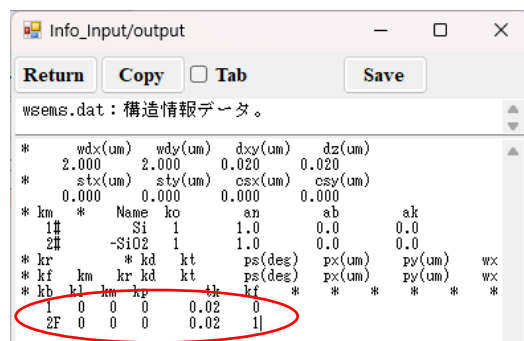 Info_Input/output
Return Copy Tab Save
wsems.dat：構造情報データ。
* wdx(um) wdy(um) dxy(um) dz(um)
2.000 2.000 0.020 0.020
* stx(um) sty(um) csx(um) csy(um)
0.000 0.000 0.000 0.000
* km * Name ko an ab ak
1# Si 1 1.0 0.0 0.0
2# -SiO2 1 1.0 0.0 0.0
* kr * kd kt ps(deg) px(um) py(um) wx
* kf km kr kd kt ps(deg) px(um) py(um) wx
* kb kl km kp tk kf * * * * *
1 0 0 0 0.02 0
2F 0 0 0 0.02 1